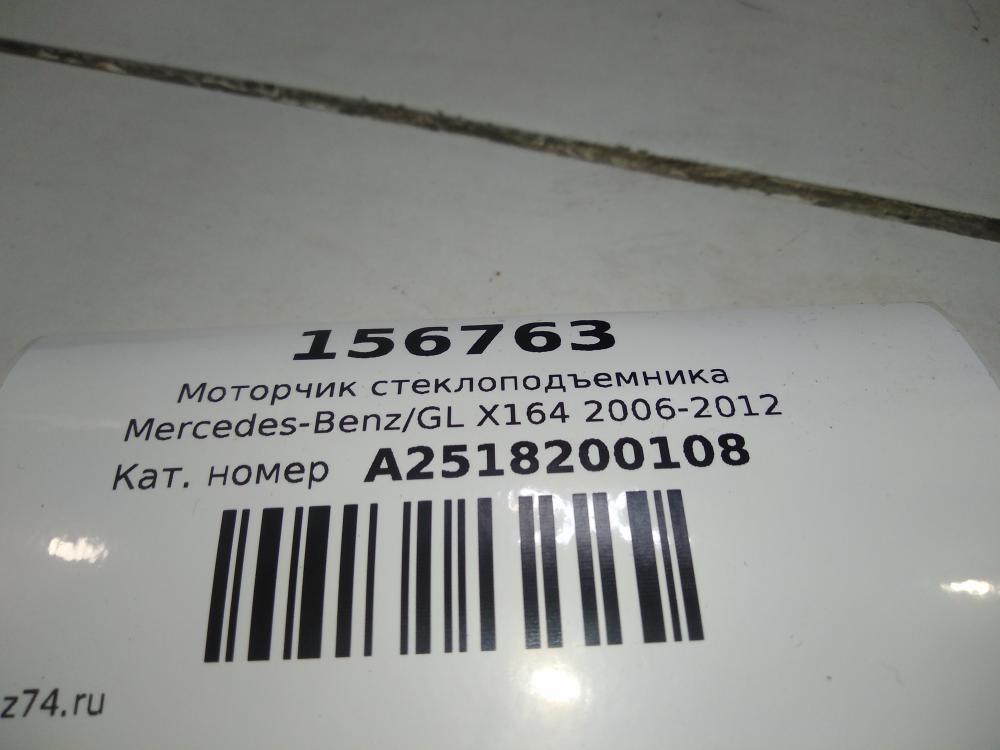 156763
Моторчик стеклоподъемника
Mercedes-Benz/GL X164 2006-2012
Кат. номер A2518200108
z74.ru